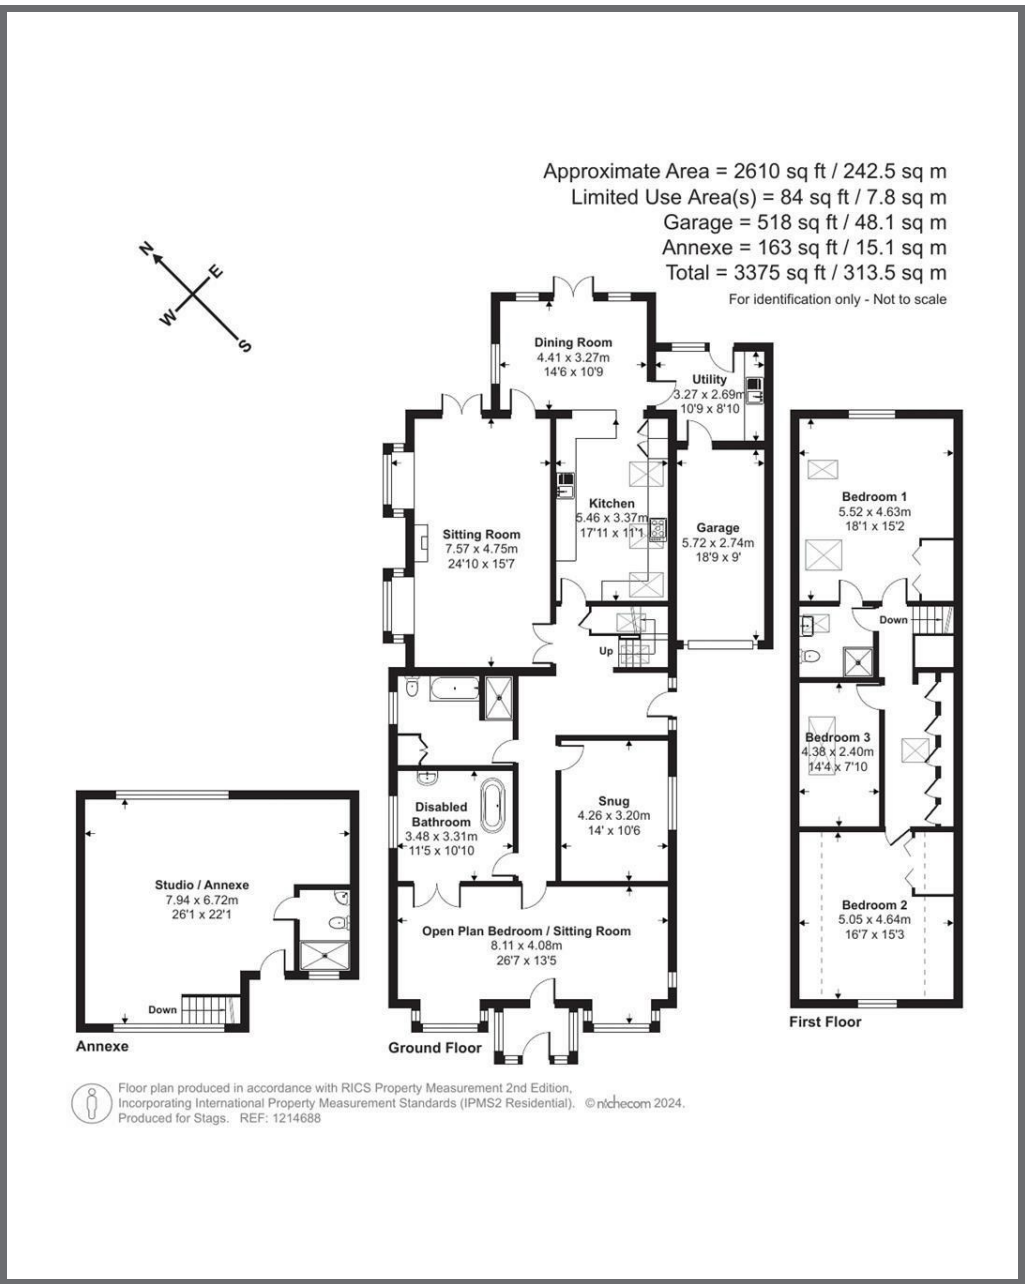 Approximate Area = 2610 sq ft / 242.5 sq m
Limited Use Area(s) = 84 sq ft / 7.8 sq m
Garage = 518 sq ft / 48.1 sq m
Annexe = 163 sq ft / 15.1 sq m
Total = 3375 sq ft / 313.5 sq m
For identification only - Not to scale
N
E
W
S
Dining Room
4.41 x 3.27m
14'6 x 10'9
Utility
3.27 x 2.69m
10'9 x 8'10
Kitchen
5.46 x 3.37m
17'11 x 11'1
Sitting Room
7.57 x 4.75m
24'10 x 15'7
Garage
5.72 x 2.74m
18'9 x 9'
Up
Snug
4.26 x 3.20m
14' x 10'6
Disabled
Bathroom
3.48 x 3.31m
11'5 x 10'10
Open Plan Bedroom / Sitting Room
8.11 x 4.08m
26'7 x 13'5
Ground Floor
Bedroom 1
5.52 x 4.63m
18'1 x 15'2
Down
Bedroom 3
4.38 x 2.40m
14'4 x 7'10
Bedroom 2
5.05 x 4.64m
16'7 x 15'3
First Floor
Studio / Annexe
7.94 x 6.72m
26'1 x 22'1
Down
Annexe
Floor plan produced in accordance with RICS Property Measurement 2nd Edition,
Incorporating International Property Measurement Standards (IPMS2 Residential). © nichecom 2024.
Produced for Stags. REF: 1214688